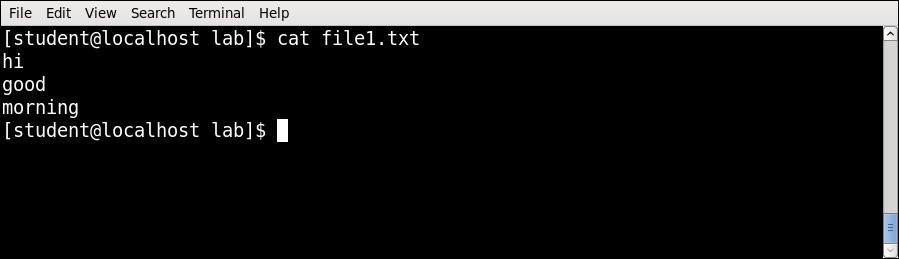 File Edit View Search Terminal Help
[student@localhost lab]$ cat file1.txt
hi
good
morning
[student@localhost lab]$